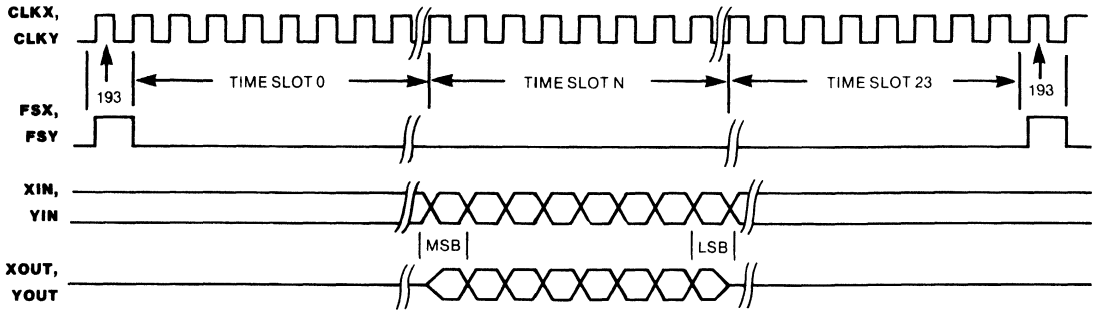 CLKX,
CLKY
193
TIME SLOT 0
TIME SLOT N
TIME SLOT 23
193
FSX,
FSY
XIN,
YIN
MSB
LSB
XOUT,
YOUT